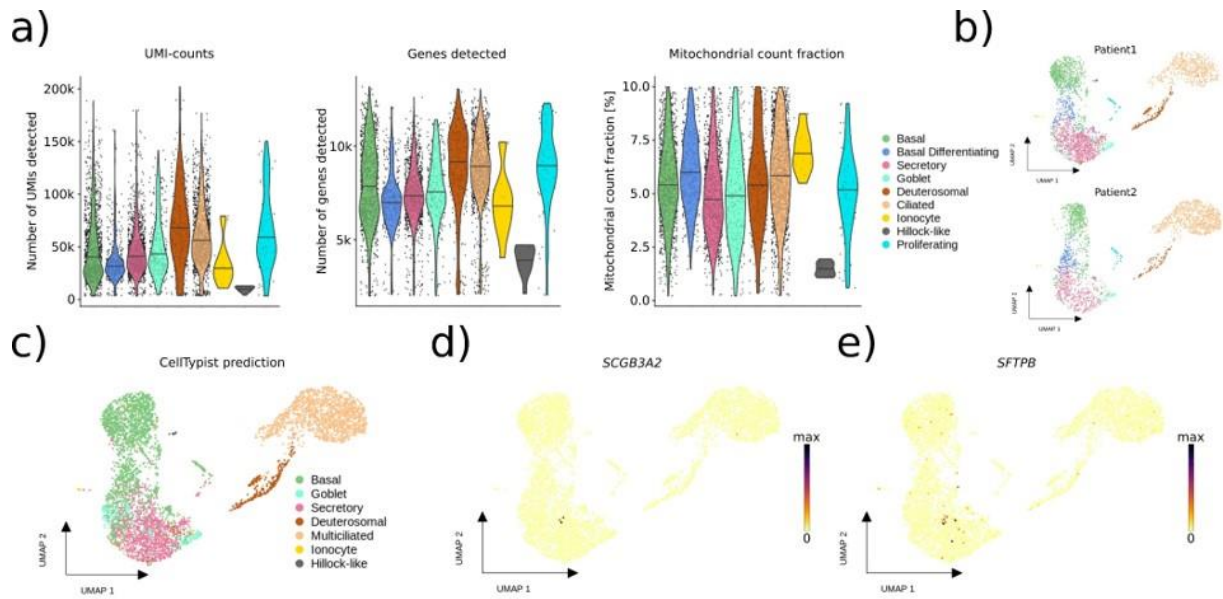 a)
UMI-counts
Number of UMIs detected
200k
150k
100k
50k
0
Genes detected
Number of genes detected
10k
5k
Mitochondrial count fraction
Mitochondrial count fraction [%]
10.0
7.5
5.0
2.5
0.0
Basal
Basal Differentiating
Secretory
Goblet
Deuterosomal
Ciliated
Ionocyte
Hillock-like
Proliferating
b)
Patient1
UMAP 2
UMAP 1
Patient2
UMAP 1
UMAP 1
c)
CellTypist prediction
Basal
Goblet
Secretory
Deuterosomal
Multiciliated
Ionocyte
Hillock-like
UMAP 2
UMAP 1
d)
SCGB3A2
max
0
UMAP 2
UMAP 1
e)
SFTPB
max
0
UMAP 2
UMAP 1